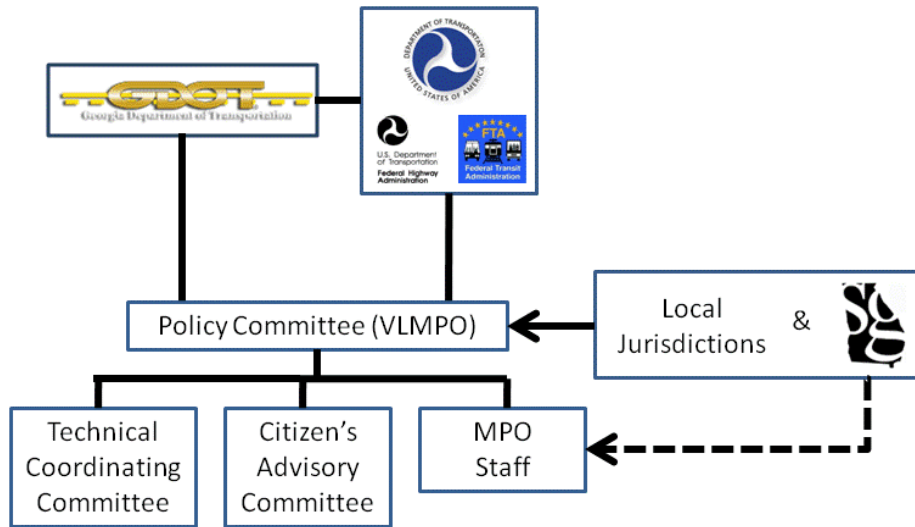 GDOT
Georgia Department of Transportation
DEPARTMENT OF TRANSPORTATION
UNITED STATES OF AMERICA
U.S. Department
of Transportation
Federal Highway
Administration
FTA
Federal Transit
Administration
Policy Committee (VLMPO)
Local
Jurisdictions
&
Sg
Technical
Coordinating
Committee
Citizen’s
Advisory
Committee
MPO
Staff